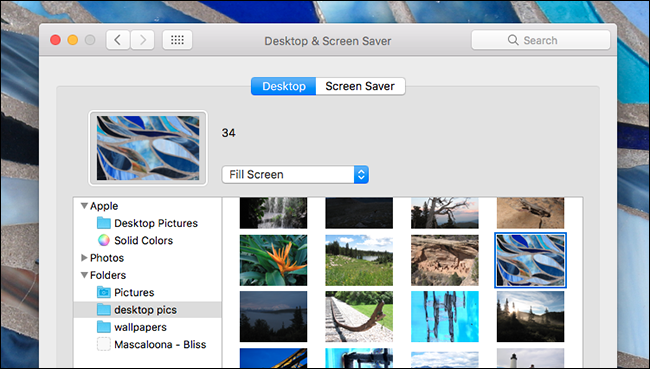 Desktop & Screen Saver
Search
Desktop
Screen Saver
34
Fill Screen
Apple
Desktop Pictures
Solid Colors
Photos
Folders
Pictures
desktop pics
wallpapers
Mascaloona - Bliss